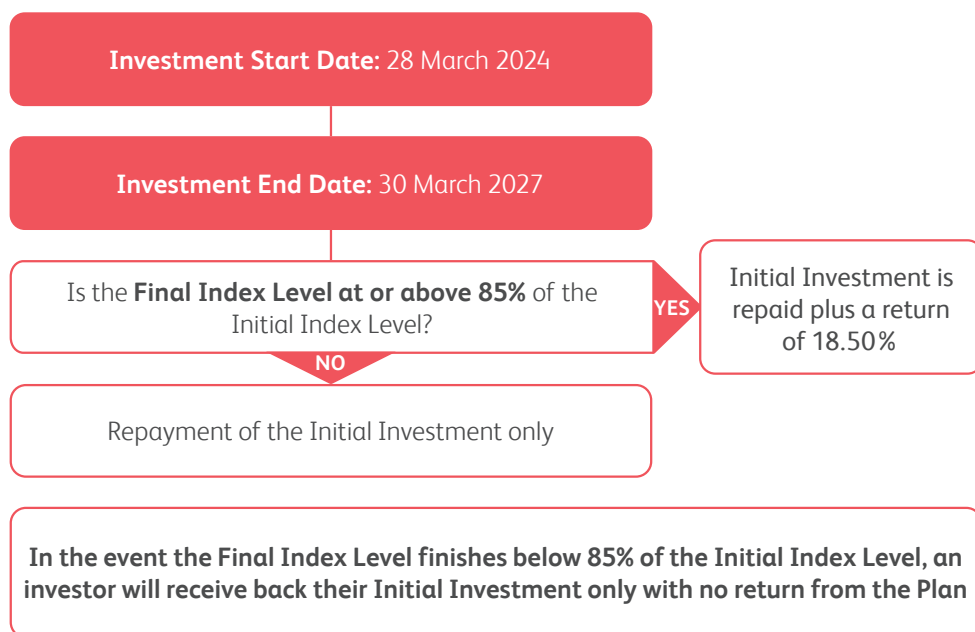 Investment Start Date: 28 March 2024
Investment End Date: 30 March 2027
Is the Final Index Level at or above 85% of the
Initial Index Level?
YES
Initial Investment is
repaid plus a return
of 18.50%
NO
Repayment of the Initial Investment only
In the event the Final Index Level finishes below 85% of the Initial Index Level, an
investor will receive back their Initial Investment only with no return from the Plan